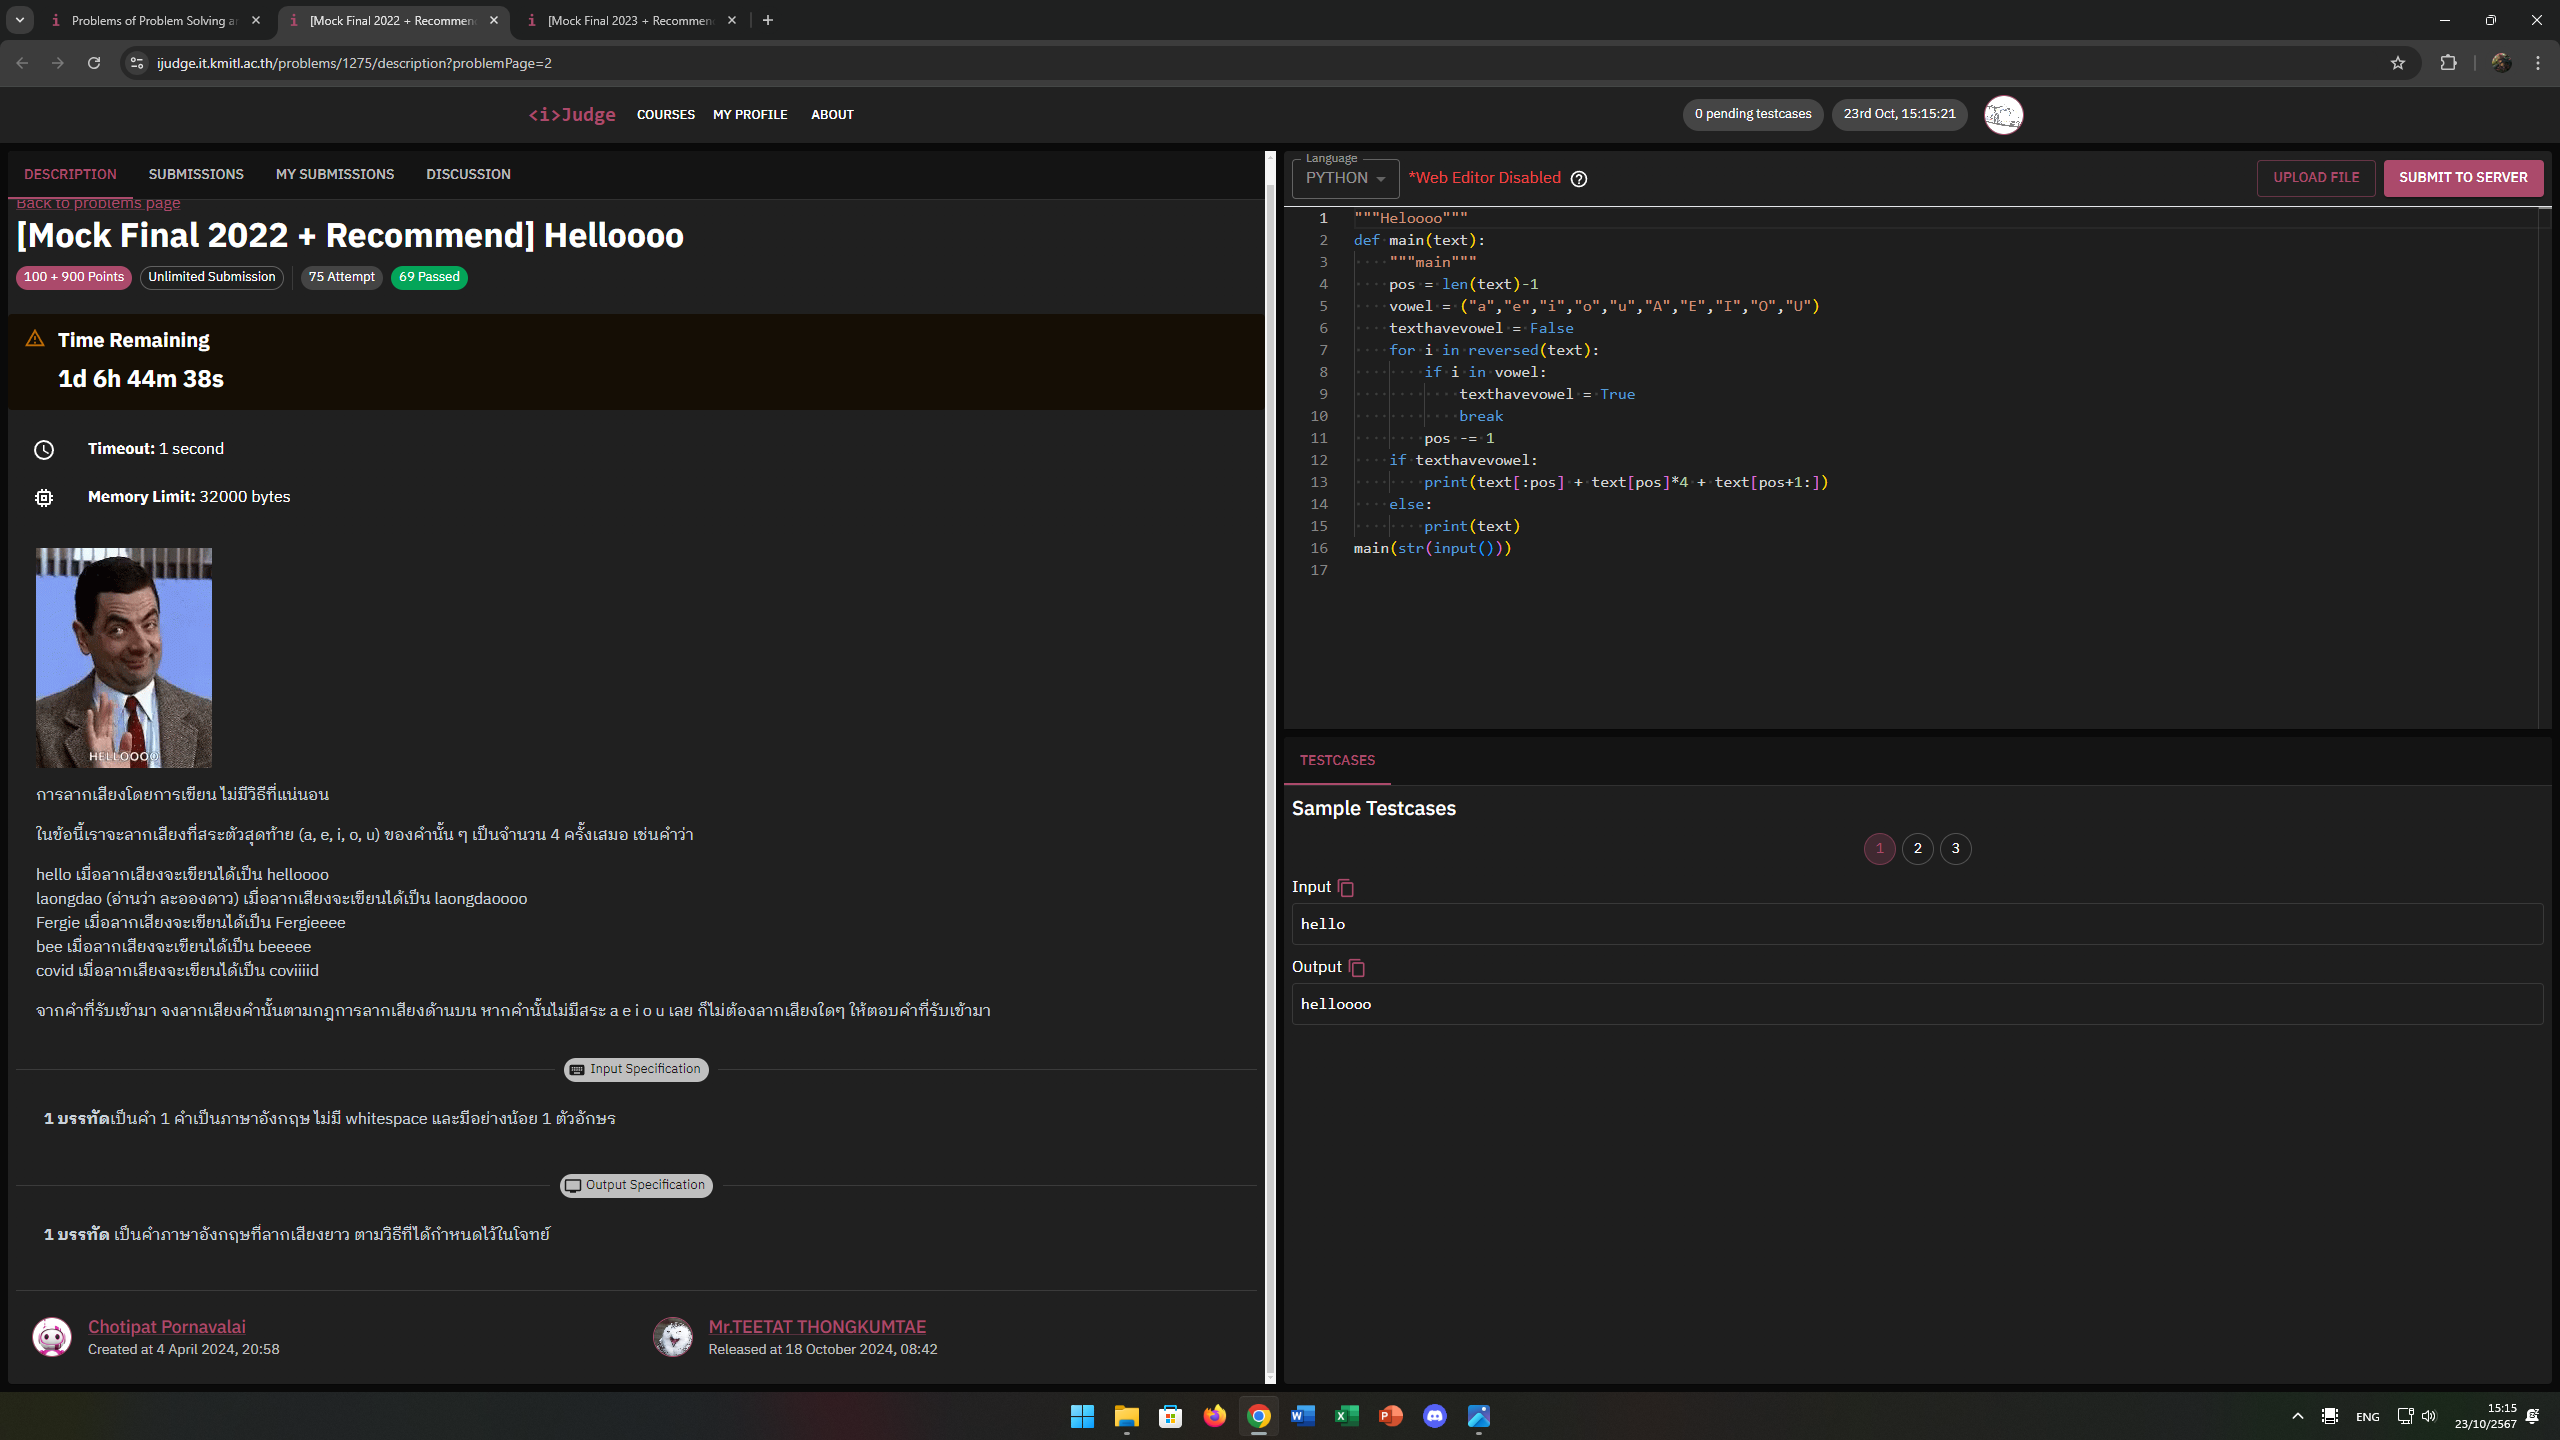 Problems of Problem Solving a
[Mock Final 2022 + Recommen
[Mock Final 2023 + Recommen
ijudge.it.kmitl.ac.th/problems/1275/description?problemPage=2
<i>Judge
COURSES
MY PROFILE
ABOUT
0 pending testcases
23rd Oct, 15:15:21
DESCRIPTION
SUBMISSIONS
MY SUBMISSIONS
DISCUSSION
Back to problems page
[Mock Final 2022 + Recommend] Helloooo
100 + 900 Points
Unlimited Submission
75 Attempt
69 Passed
Time Remaining
1d 6h 44m 38s
Timeout: 1 second
Memory Limit: 32000 bytes
HELLOOOO
การลากเสียงโดยการเขียน ไม่มีวิธีที่แน่นอน
ในข้อนี้เราจะลากเสียงที่สระตัวสุดท้าย (a, e, i, o, u) ของคำนั้น ๆ เป็นจำนวน 4 ครั้งเสมอ เช่นคำว่า
hello เมื่อลากเสียงจะเขียนได้เป็น helloooo
laongdao (อ่านว่า ละอองดาว) เมื่อลากเสียงจะเขียนได้เป็น laongdaoooo
Fergie เมื่อลากเสียงจะเขียนได้เป็น Fergieeee
bee เมื่อลากเสียงจะเขียนได้เป็น beeeee
covid เมื่อลากเสียงจะเขียนได้เป็น coviiiid
จากคำที่รับเข้ามา จงลากเสียงคำนั้นตามกฎการลากเสียงด้านบน หากคำนั้นไม่มีสระ a e i o u เลย ก็ไม่ต้องลากเสียงใดๆ ให้ตอบคำที่รับเข้ามา
Input Specification
1 บรรทัดเป็นคำ 1 คำเป็นภาษาอังกฤษ ไม่มี whitespace และมีอย่างน้อย 1 ตัวอักษร
Output Specification
1 บรรทัด เป็นคำภาษาอังกฤษที่ลากเสียงยาว ตามวิธีที่ได้กำหนดไว้ในโจทย์
Chotipat Pornavalai
Created at 4 April 2024, 20:58
Mr.TEETAT THONGKUMTAE
Released at 18 October 2024, 08:42
Language
PYTHON
*Web Editor Disabled
UPLOAD FILE
SUBMIT TO SERVER
1 """Heloooo"""
2 def main(text):
3     """main"""
4     pos = len(text)-1
5     vowel = ("a","e","i","o","u","A","E","I","O","U")
6     texthavevowel = False
7     for i in reversed(text):
8         if i in vowel:
9             texthavevowel = True
10             break
11         pos -= 1
12     if texthavevowel:
13         print(text[:pos] + text[pos]*4 + text[pos+1:])
14     else:
15         print(text)
16 main(str(input()))
17
TESTCASES
Sample Testcases
1 2 3
Input
hello
Output
helloooo
ENG
15:15
23/10/2567